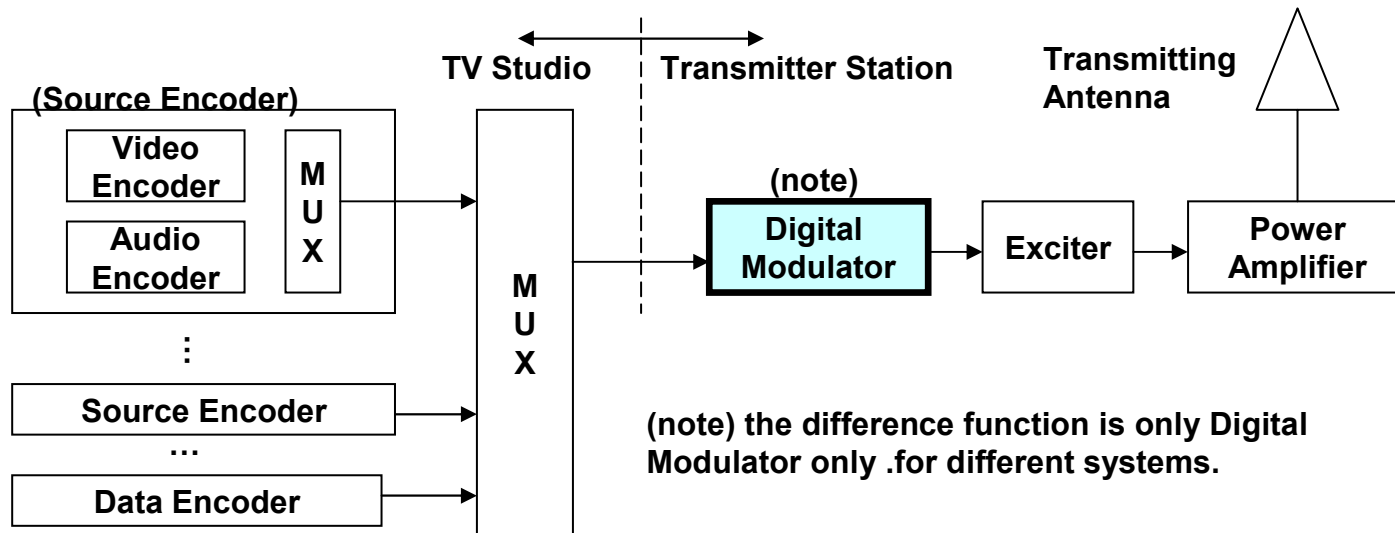 TV Studio
Transmitter Station
Transmitting
Antenna
(Source Encoder)
Video
Encoder
Audio
Encoder
M
U
X
⋮
Source Encoder
...
Data Encoder
M
U
X
(note)
Digital
Modulator
Exciter
Power
Amplifier
(note) the difference function is only Digital
Modulator only .for different systems.